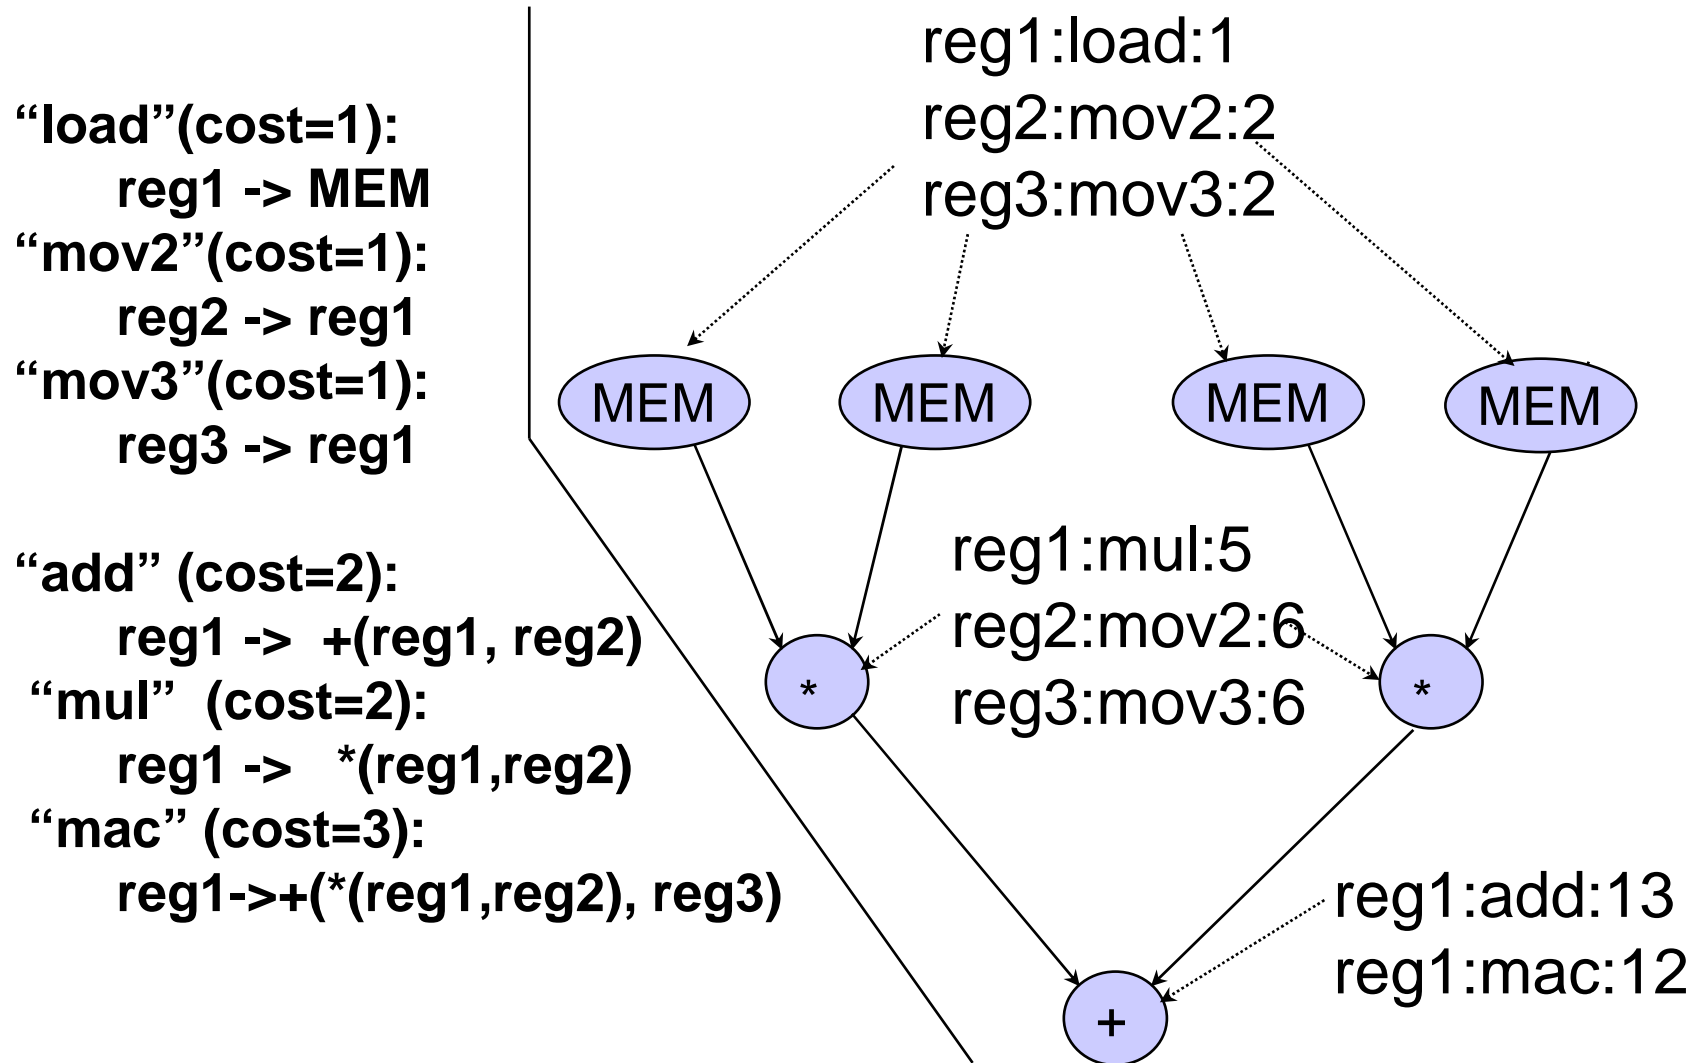 “load”(cost=1):
reg1 -> MEM
“mov2”(cost=1):
reg2 -> reg1
“mov3”(cost=1):
reg3 -> reg1
“add” (cost=2):
reg1 -> +(reg1, reg2)
“mul” (cost=2):
reg1 -> *(reg1,reg2)
“mac” (cost=3):
reg1->+(*(reg1,reg2), reg3)
reg1:load:1
reg2:mov2:2
reg3:mov3:2
MEM
MEM
MEM
MEM
reg1:mul:5
reg2:mov2:6
reg3:mov3:6
*
*
reg1:add:13
reg1:mac:12
+